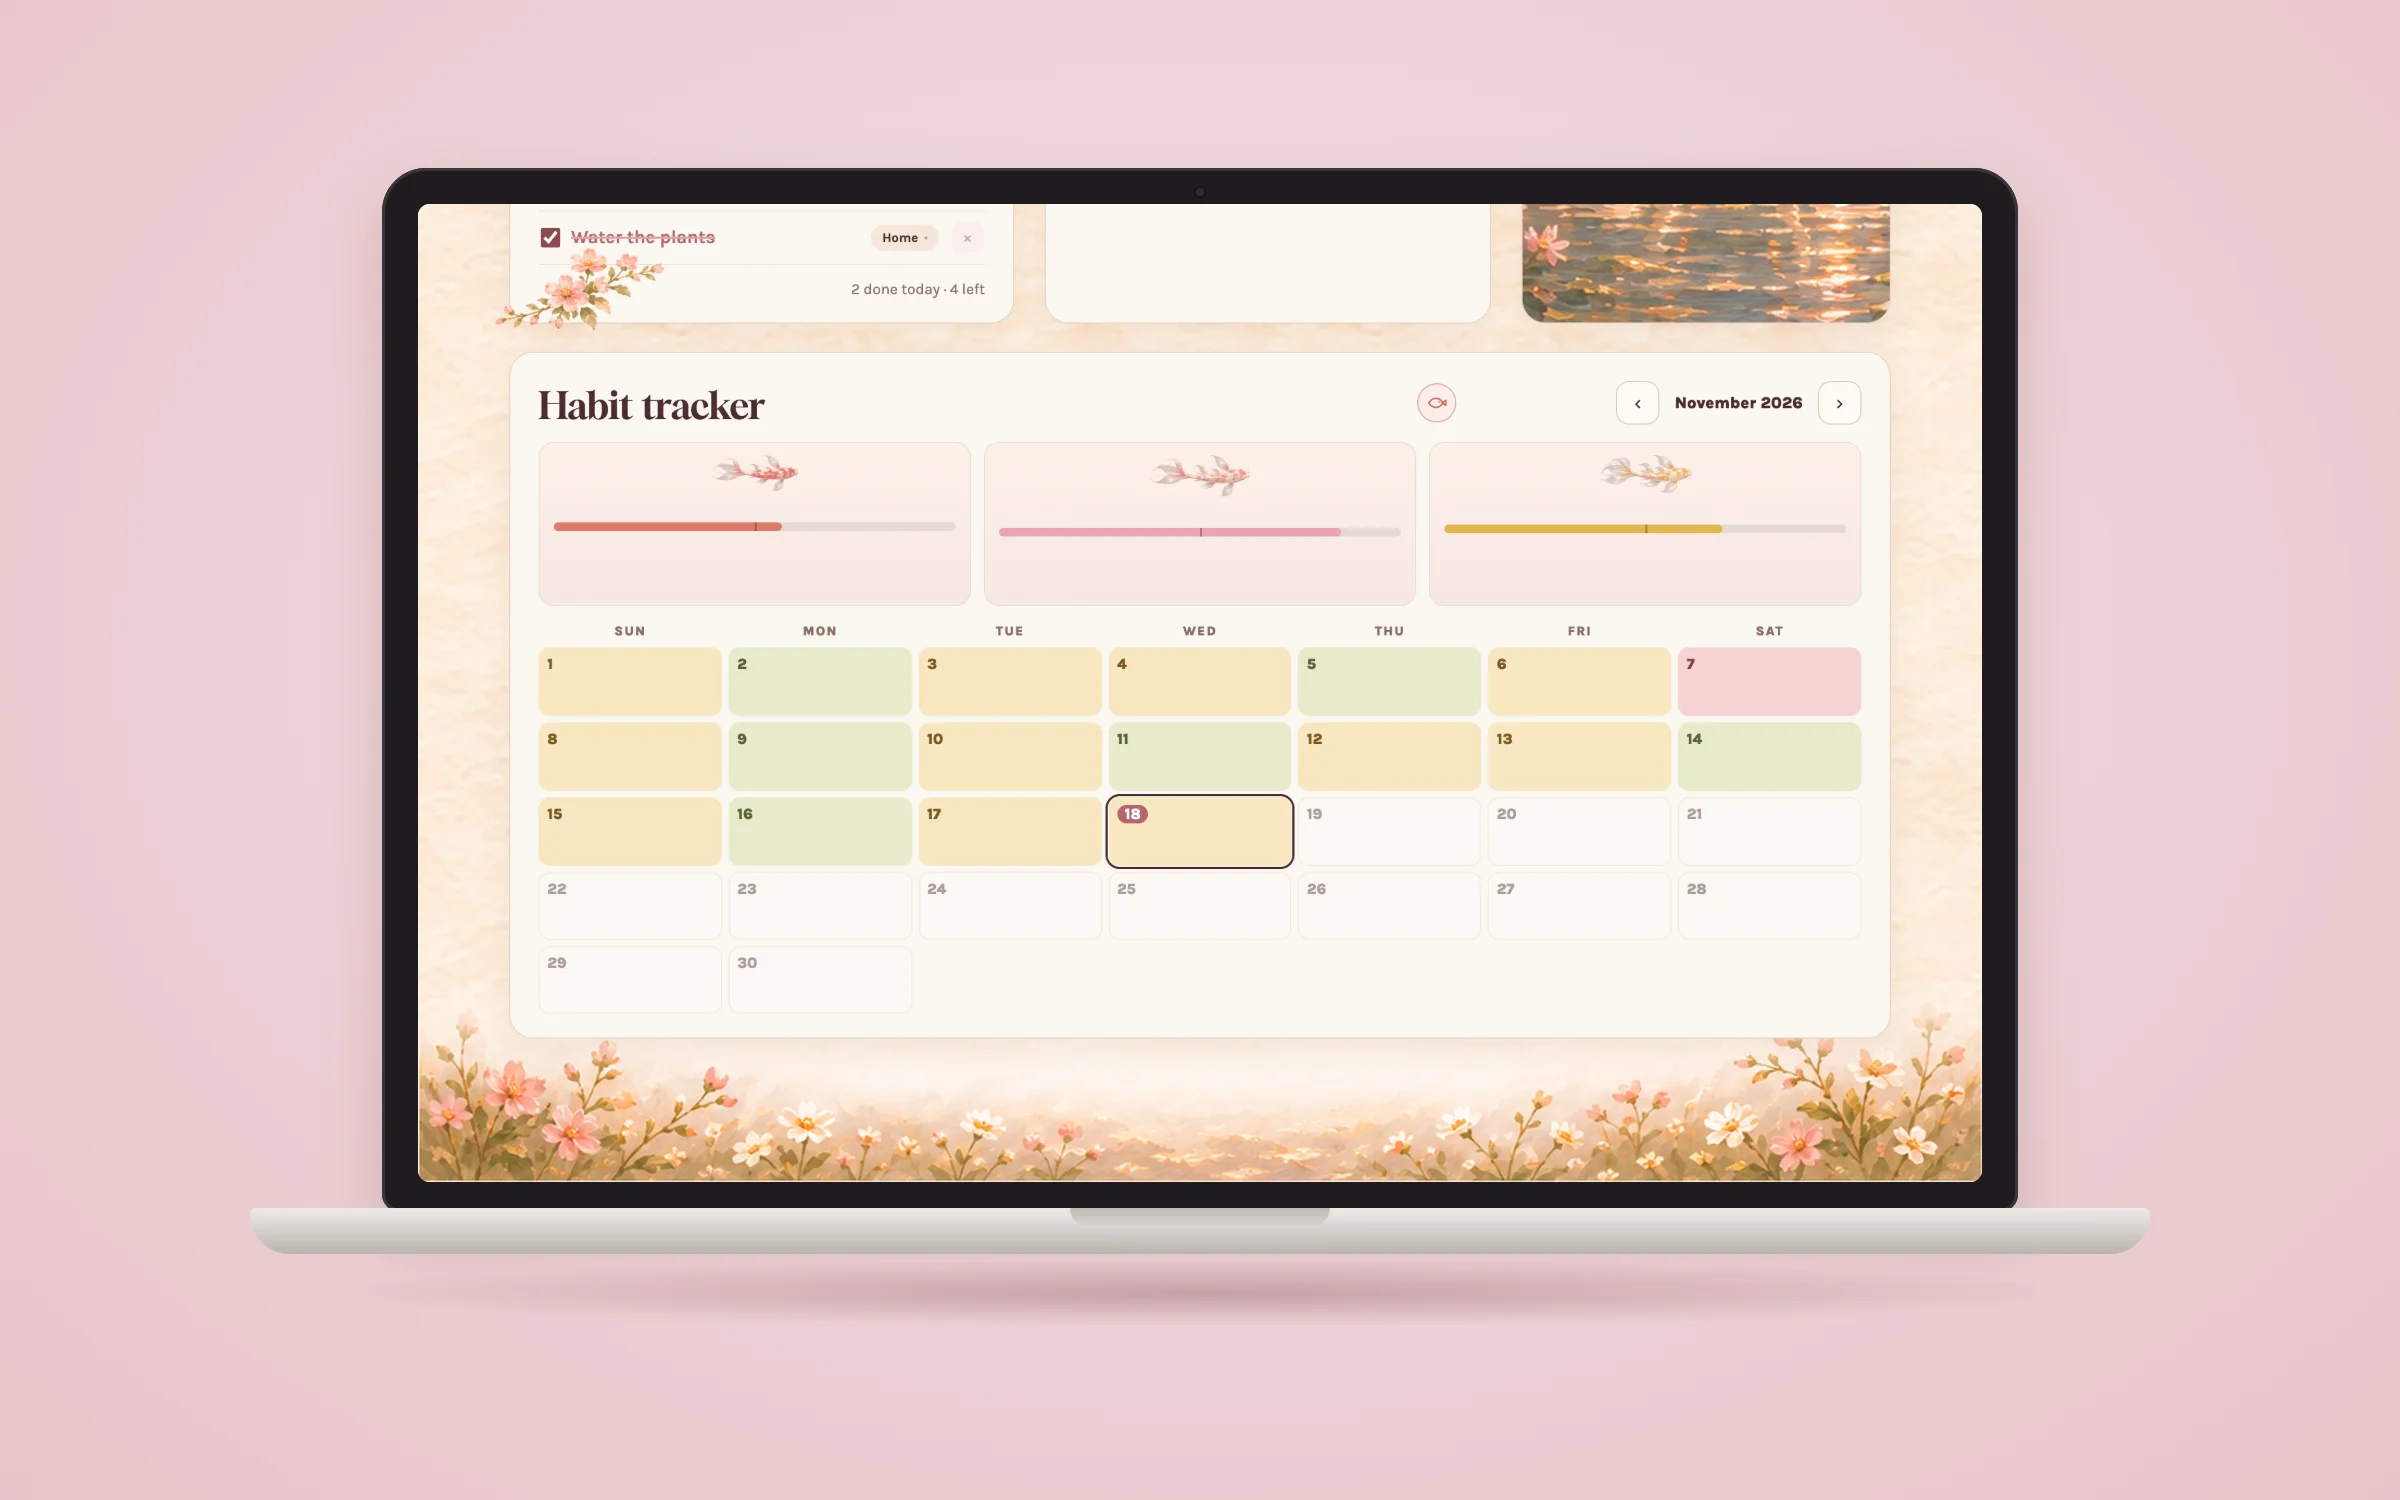 Water the plants
Home
×
2 done today · 4 left
Habit tracker
‹ November 2026 ›
SUN MON TUE WED THU FRI SAT
1 2 3 4 5 6 7
8 9 10 11 12 13 14
15 16 17 18 19 20 21
22 23 24 25 26 27 28
29 30